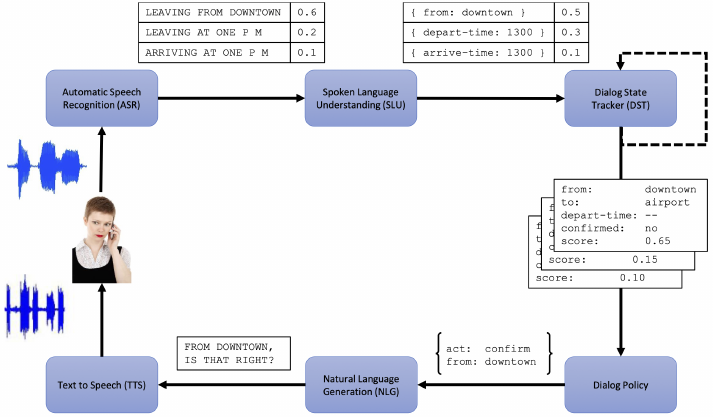 LEAVING FROM DOWNTOWN 0.6
LEAVING AT ONE P M 0.2
ARRIVING AT ONE P M 0.1
{ from: downtown } 0.5
{ depart-time: 1300 } 0.3
{ arrive-time: 1300 } 0.1
Automatic Speech
Recognition (ASR)
Spoken Language
Understanding (SLU)
Dialog State
Tracker (DST)
from: downtown
to: airport
depart-time: --
confirmed: no
score: 0.65
score: 0.15
score: 0.10
FROM DOWNTOWN,
IS THAT RIGHT?
act: confirm
from: downtown
Text to Speech (TTS)
Natural Language
Generation (NLG)
Dialog Policy